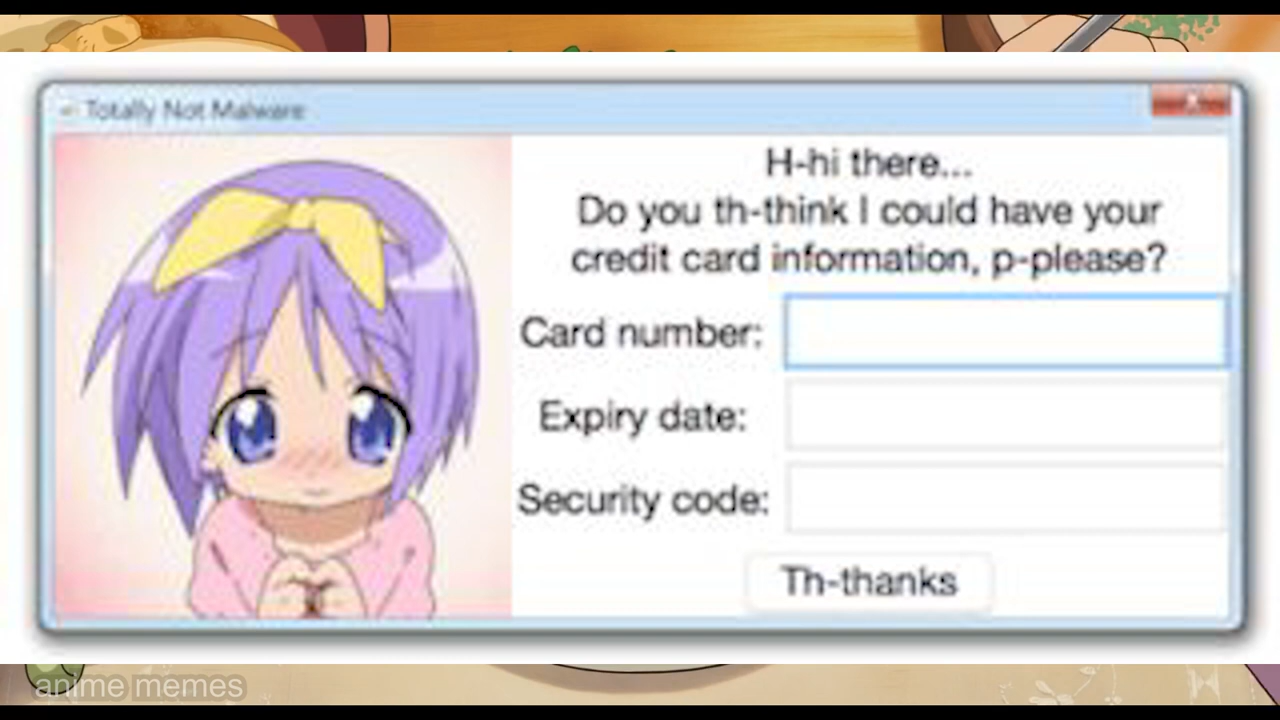 Totally Not Malware
H-hi there...
Do you th-think I could have your
credit card information, p-please?
Card number:
Expiry date:
Security code:
Th-thanks
anime memes